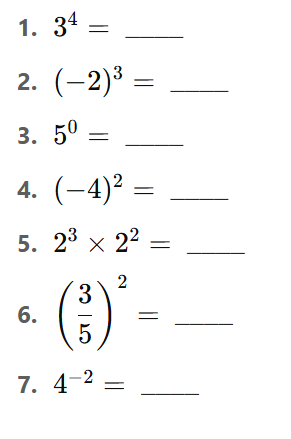 1. 3⁴ = ____
2. (−2)³ = ____
3. 5⁰ = ____
4. (−4)² = ____
5. 2³ × 2² = ____
6. (3/5)² = ____
7. 4⁻² = ____